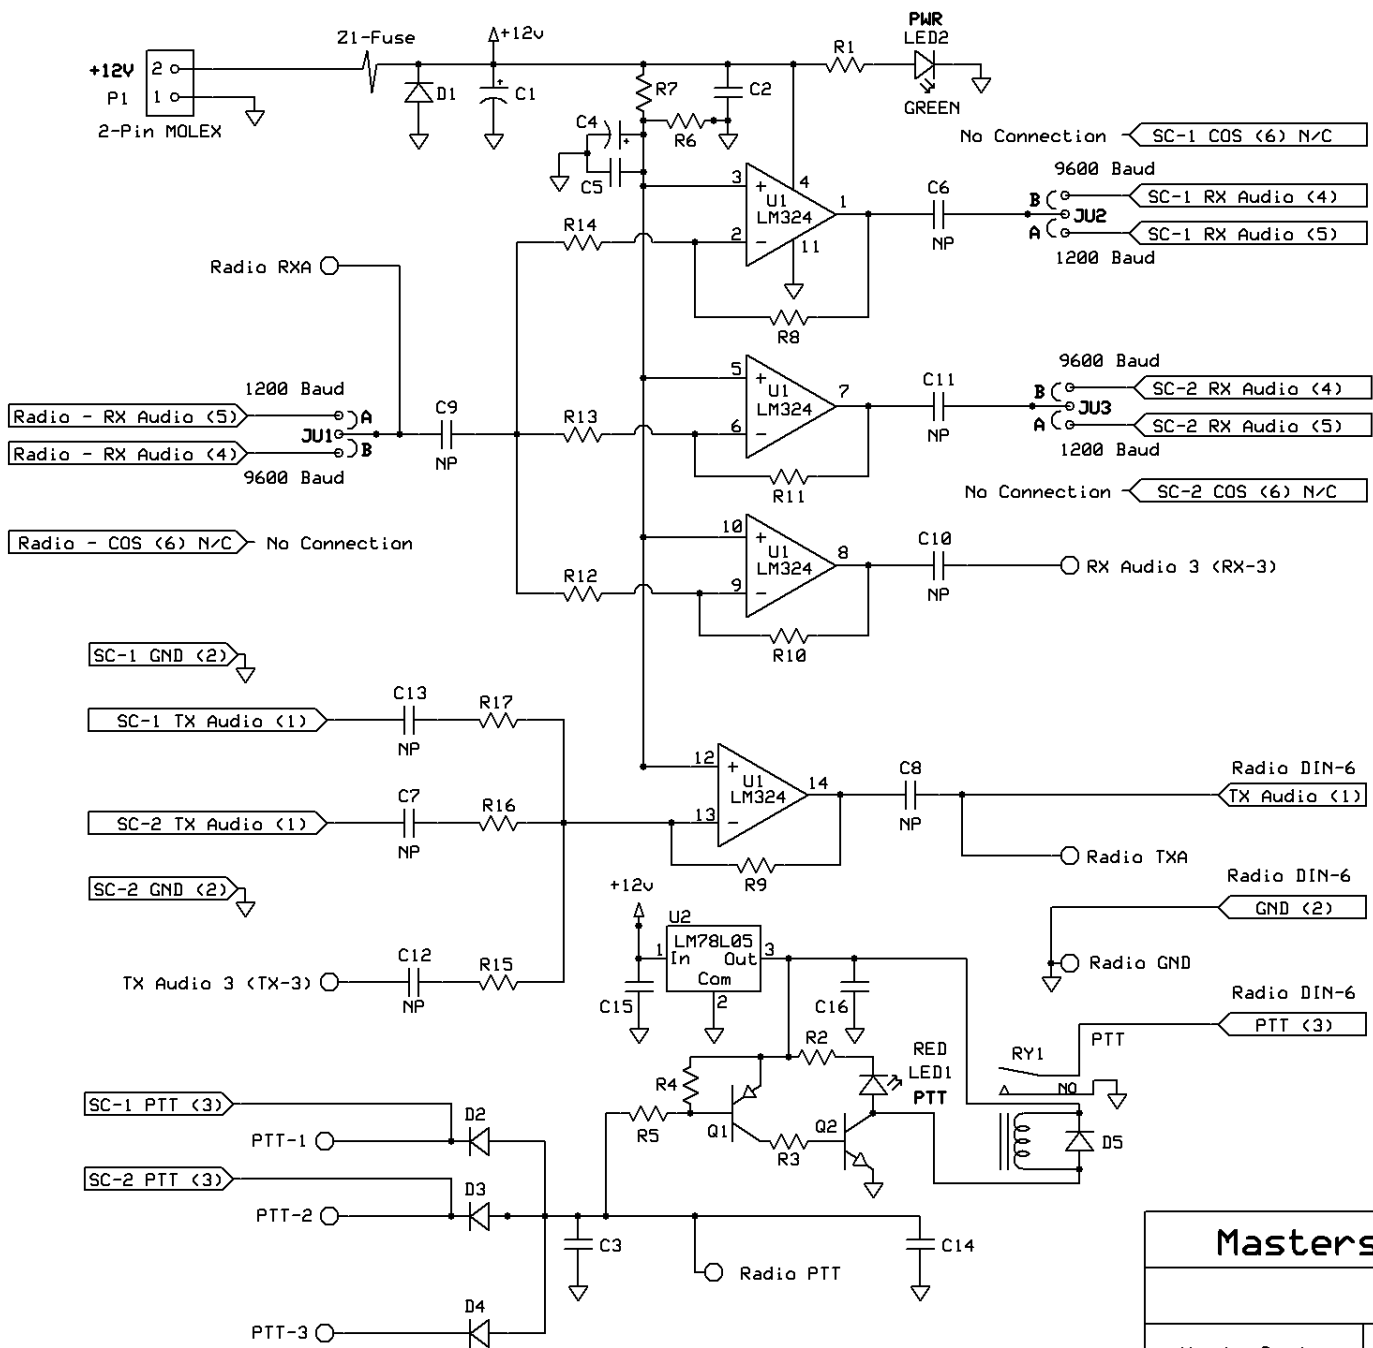 PWR
LED2
R1
GREEN
Z1-Fuse
+12v
+12V
2
P1
1
2-Pin MOLEX
D1
C1
R7
C2
C4
+
R6
C5
No Connection
SC-1 COS (6) N/C
3
+
4
U1
LM324
1
2
-
11
C6
NP
9600 Baud
B
SC-1 RX Audio (4)
JU2
A
SC-1 RX Audio (5)
1200 Baud
R14
R8
Radio RXA
1200 Baud
Radio - RX Audio (5)
A
JU1
B
Radio - RX Audio (4)
9600 Baud
C9
NP
R13
5
+
U1
LM324
7
6
-
R11
C11
NP
9600 Baud
B
SC-2 RX Audio (4)
JU3
A
SC-2 RX Audio (5)
1200 Baud
No Connection
SC-2 COS (6) N/C
Radio - COS (6) N/C
No Connection
R12
10
+
U1
LM324
8
9
-
R10
C10
NP
RX Audio 3 (RX-3)
SC-1 GND (2)
SC-1 TX Audio (1)
C13
NP
R17
SC-2 TX Audio (1)
C7
NP
R16
SC-2 GND (2)
TX Audio 3 (TX-3)
C12
NP
R15
12
+
U1
LM324
14
13
-
R9
C8
NP
Radio DIN-6
TX Audio (1)
Radio TXA
Radio DIN-6
GND (2)
Radio GND
Radio DIN-6
PTT (3)
PTT
+12v
U2
LM78L05
1
In
Out
3
Com
2
C15
C16
R2
RED
LED1
PTT
RY1
NO
D5
R4
R5
Q1
R3
Q2
SC-1 PTT (3)
PTT-1
D2
SC-2 PTT (3)
PTT-2
D3
C3
C14
Radio PTT
PTT-3
D4
Masters